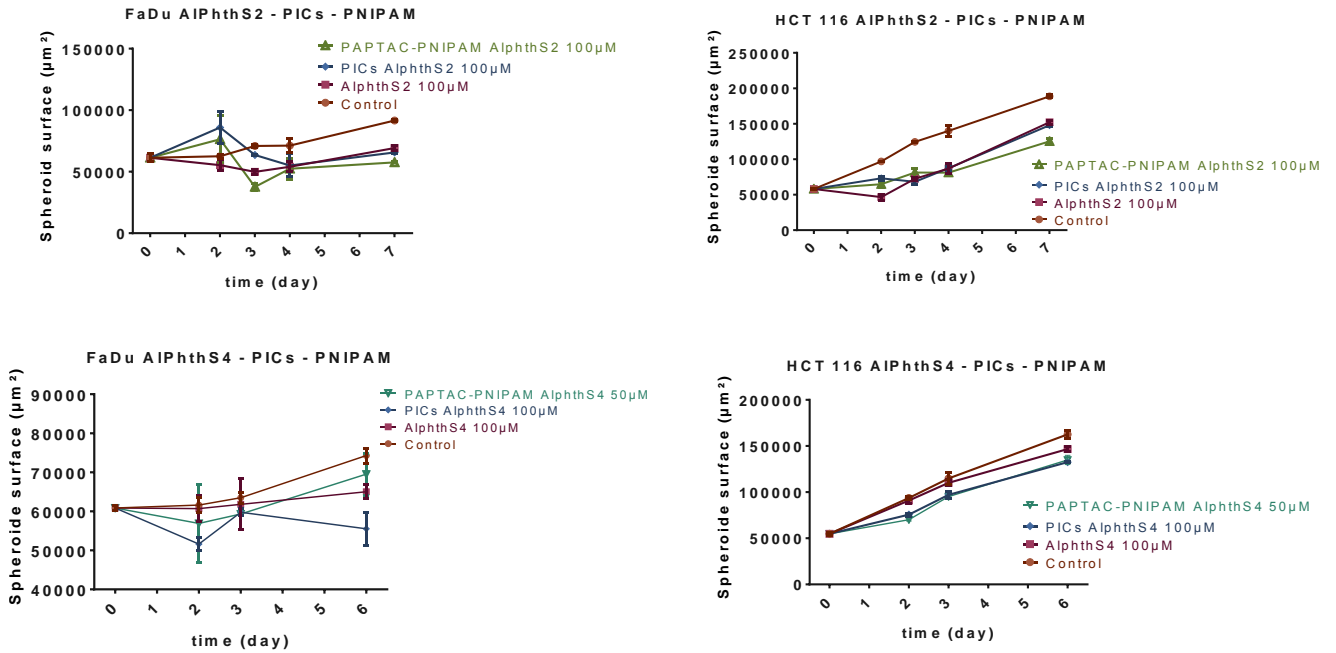 FaDu AlPhthS2 - PICs - PNIPAM
Spheroid surface (µm²)
150000
100000
50000
0
0 1 2 3 4 5 6 7
time (day)
PAPTAC-PNIPAM AlphthS2 100µM
PICs AlphthS2 100µM
AlphthS2 100µM
Control
HCT 116 AlPhthS2 - PICs - PNIPAM
Spheroide surface (µm²)
250000
200000
150000
100000
50000
0
0 1 2 3 4 5 6 7
time (day)
PAPTAC-PNIPAM AlphthS2 100µM
PICs AlphthS2 100µM
AlphthS2 100µM
Control
FaDu AlPhthS4 - PICs - PNIPAM
Spheroide surface (µm²)
90000
80000
70000
60000
50000
40000
0 1 2 3 4 5 6
time (day)
PAPTAC-PNIPAM AlphthS4 50µM
PICs AlphthS4 100µM
AlphthS4 100µM
Control
HCT 116 AlPhthS4 - PICs - PNIPAM
Spheroide surface (µm²)
200000
150000
100000
50000
0
0 1 2 3 4 5 6
time (day)
PAPTAC-PNIPAM AlphthS4 50µM
PICs AlphthS4 100µM
AlphthS4 100µM
Control